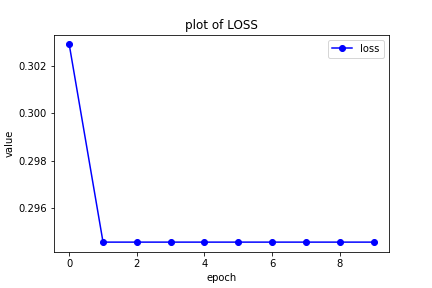 plot of LOSS
loss
0.302
0.300
0.298
0.296
value
0 2 4 6 8
epoch